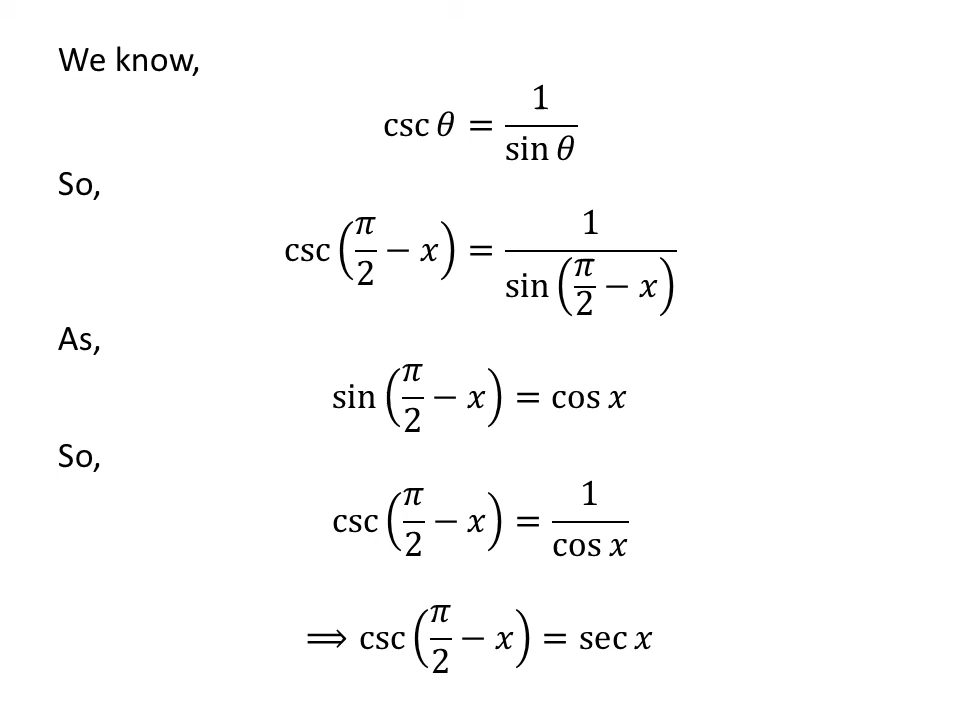 We know,
csc θ = 1/sin θ
So,
csc(π/2 − x) = 1/sin(π/2 − x)
As,
sin(π/2 − x) = cos x
So,
csc(π/2 − x) = 1/cos x
⟹ csc(π/2 − x) = sec x